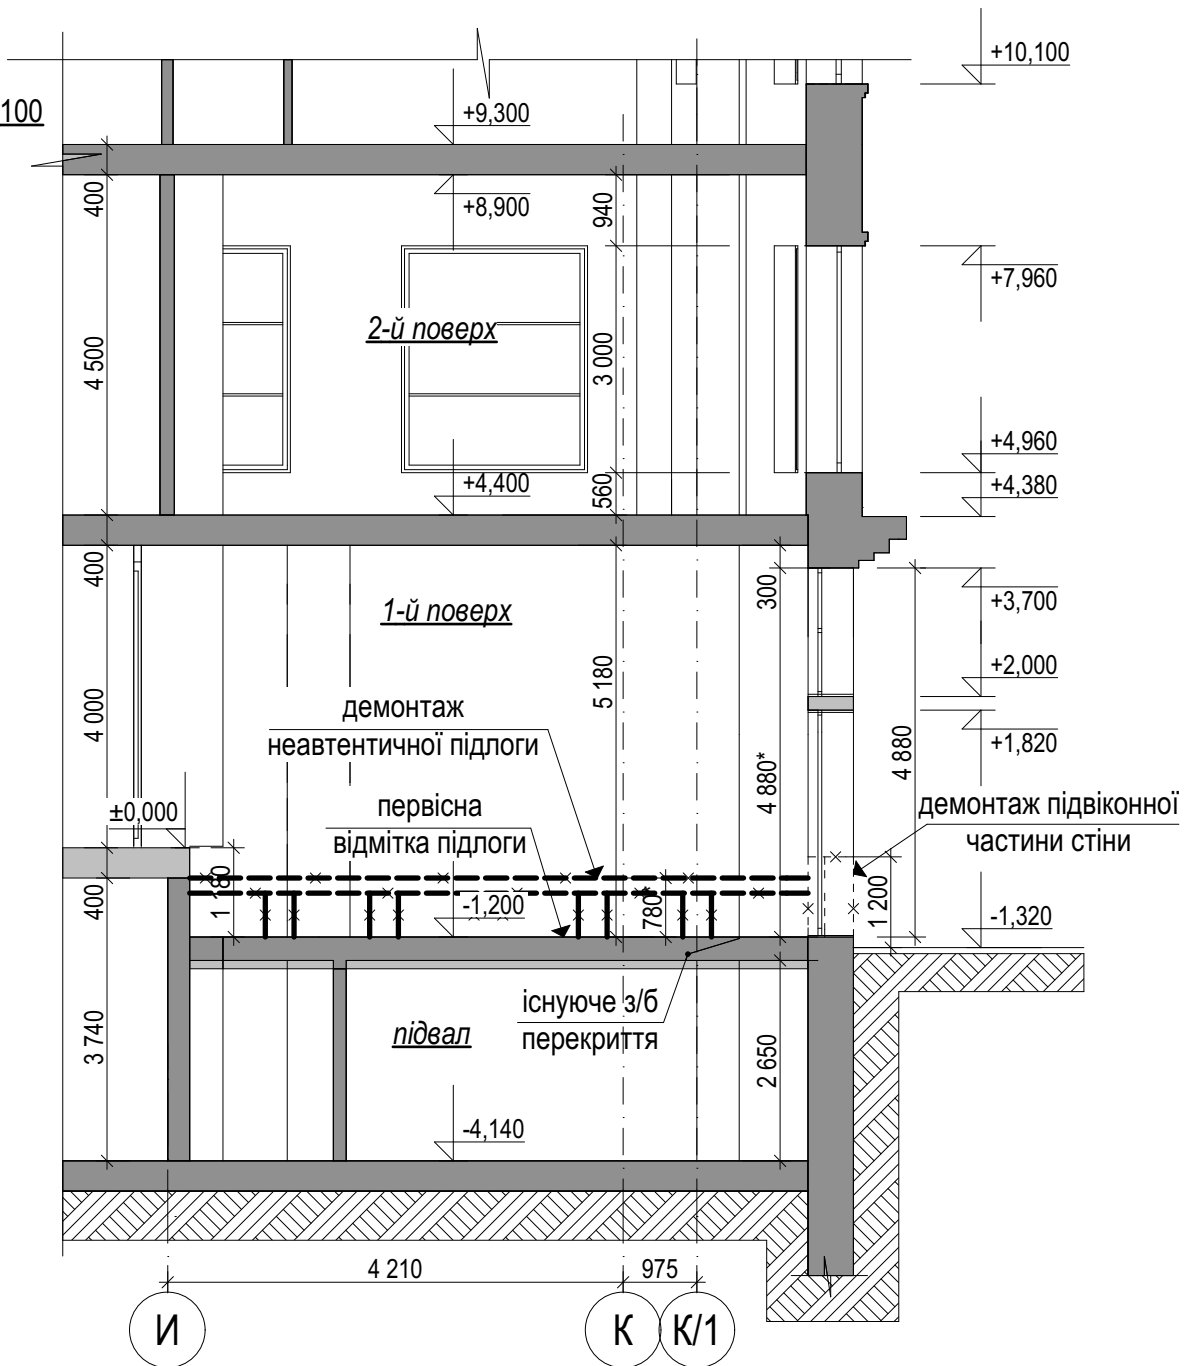 +10,100
100
+9,300
400
+8,900
940
+7,960
2-й поверх
4 500
3 000
+4,960
+4,400
+4,380
560
400
300
1-й поверх
+3,700
+2,000
5 180
4 000
демонтаж
неавтентичної підлоги
+1,820
4 880*
4 880
±0,000
первісна
відмітка підлоги
демонтаж підвіконної
частини стіни
400
1 180
-1,200
780*
1 200
-1,320
існуюче з/б
перекриття
підвал
3 740
2 650
-4,140
4 210
975
И
К
К/1